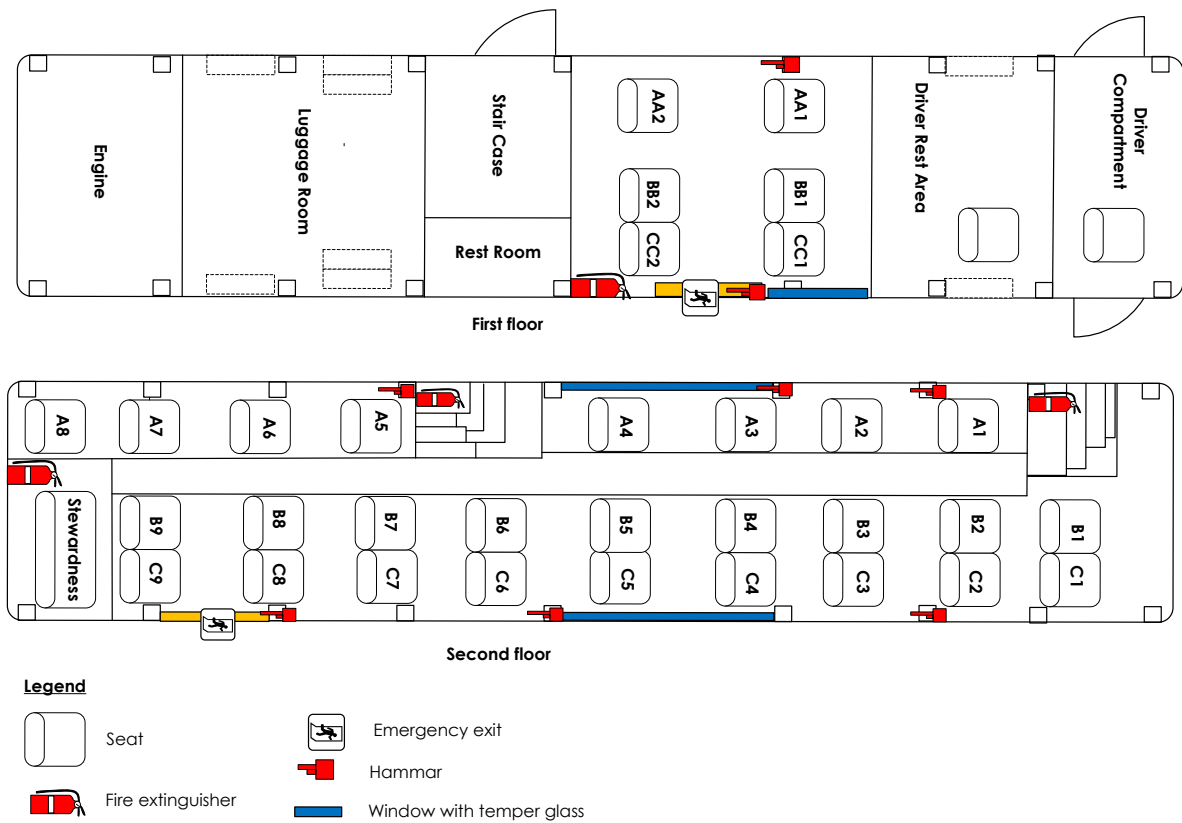 Engine
Luggage Room
Stair Case
Rest Room
AA2
AA1
BB2
BB1
CC2
CC1
Driver Rest Area
Driver
Compartment
First floor
A8
A7
A6
A5
A4
A3
A2
A1
Stewardness
B9
B8
B7
B6
B5
B4
B3
B2
B1
C9
C8
C7
C6
C5
C4
C3
C2
C1
Second floor
Legend
Seat
Emergency exit
Hammar
Fire extinguisher
Window with temper glass